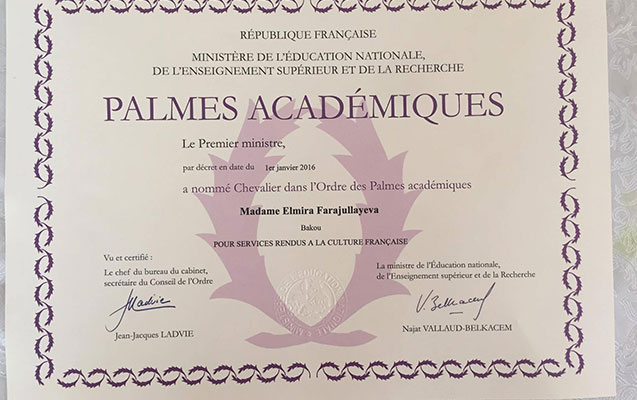 RÉPUBLIQUE FRANÇAISE
MINISTÈRE DE L'ÉDUCATION NATIONALE,
DE L'ENSEIGNEMENT SUPÉRIEUR ET DE LA RECHERCHE
PALMES ACADÉMIQUES
Le Premier ministre,
par décret en date du 1er janvier 2016
a nommé Chevalier dans l'Ordre des Palmes académiques
Madame Elmira Farajullayeva
Bakou
POUR SERVICES RENDUS A LA CULTURE FRANÇAISE
Vu et certifié :
Le chef du bureau du cabinet,
secrétaire du Conseil de l'Ordre
Jean-Jacques LADVIE
La ministre de l'Éducation nationale,
de l'Enseignement supérieur et de la Recherche
Najat VALLAUD-BELKACEM